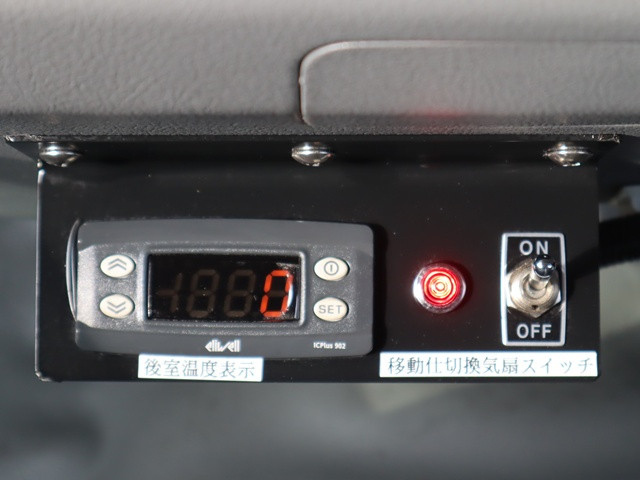 0
SET
eliwell
ICPlus 902
後室温度表示
ON
OFF
移動仕切換気扇スイッチ